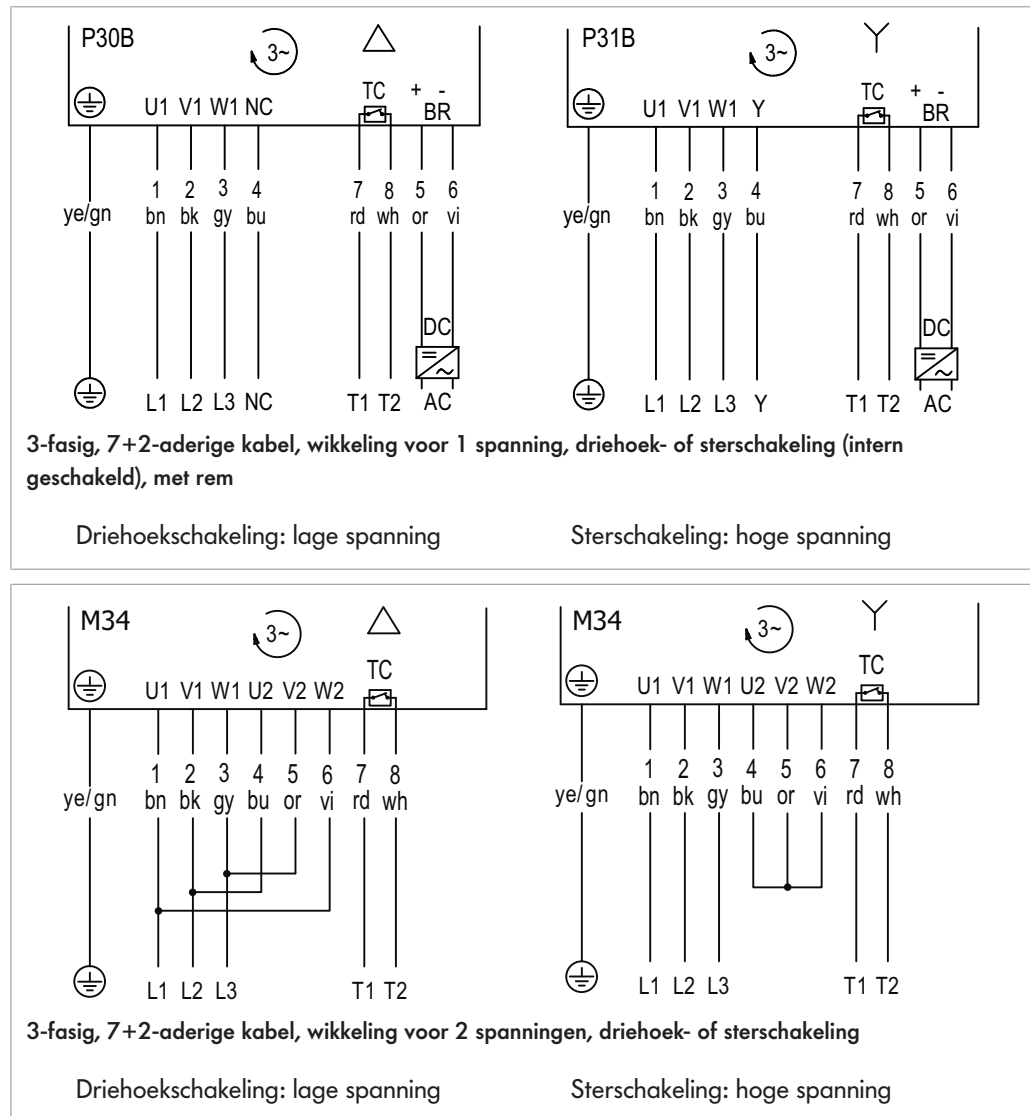 P30B
3~
TC
+ -
BR
U1 V1 W1 NC
1 2 3 4 7 8 5 6
ye/gn bn bk gy bu rd wh or vi
DC
=
~
L1 L2 L3 NC T1 T2 AC
P31B
3~
TC
+ -
BR
U1 V1 W1 Y
1 2 3 4 7 8 5 6
ye/gn bn bk gy bu rd wh or vi
DC
=
~
L1 L2 L3 Y T1 T2 AC
3-fasig, 7+2-aderige kabel, wikkeling voor 1 spanning, driehoek- of sterschakeling (intern
geschakeld), met rem
Driehoekschakeling: lage spanning
Sterschakeling: hoge spanning
M34
3~
TC
U1 V1 W1 U2 V2 W2
1 2 3 4 5 6 7 8
ye/gn bn bk gy bu or vi rd wh
L1 L2 L3 T1 T2
M34
3~
TC
U1 V1 W1 U2 V2 W2
1 2 3 4 5 6 7 8
ye/gn bn bk gy bu or vi rd wh
L1 L2 L3 T1 T2
3-fasig, 7+2-aderige kabel, wikkeling voor 2 spanningen, driehoek- of sterschakeling
Driehoekschakeling: lage spanning
Sterschakeling: hoge spanning